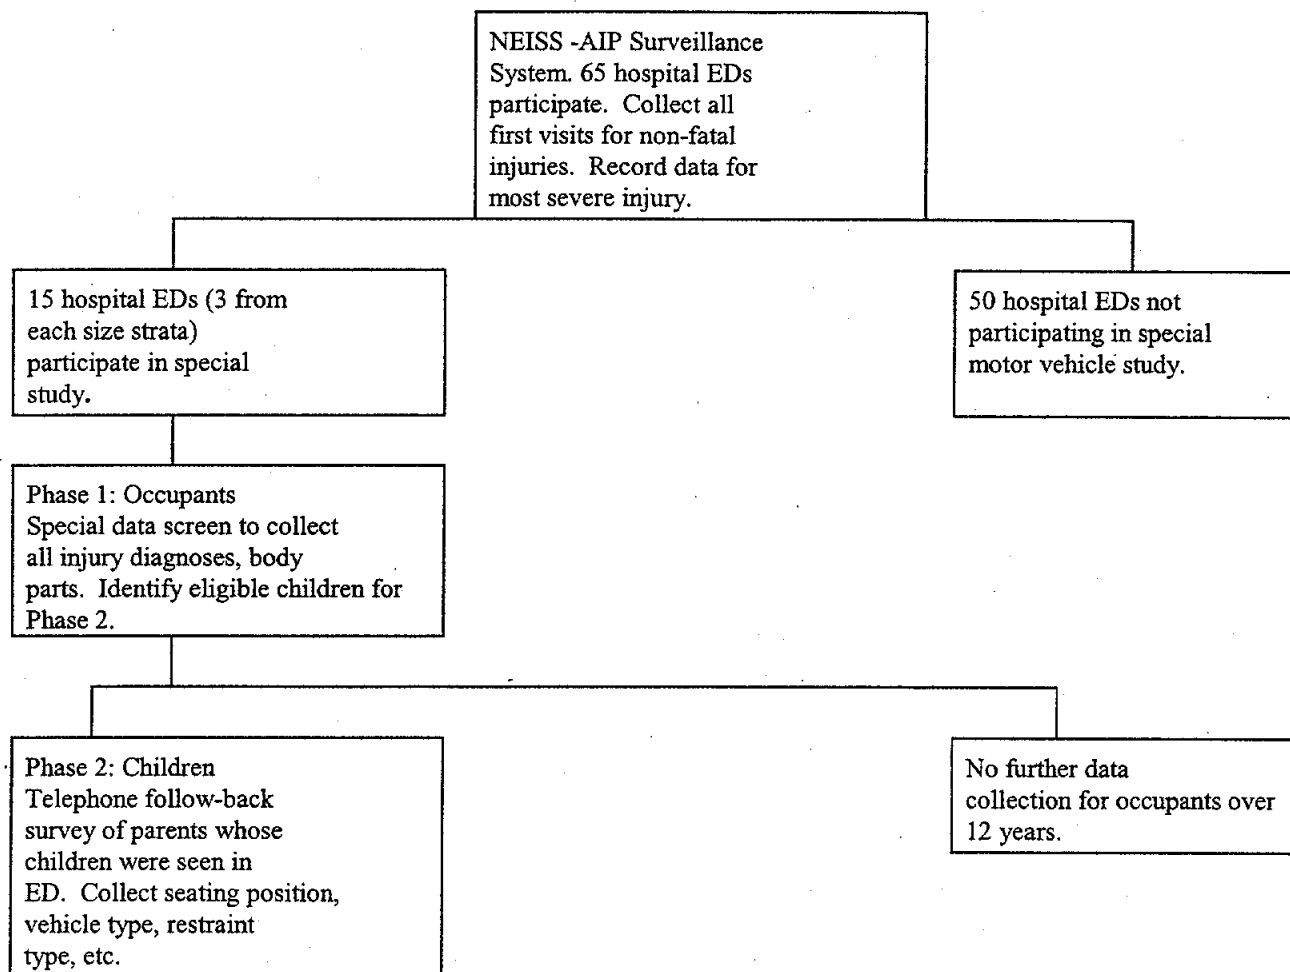 NEISS -AIP Surveillance
System. 65 hospital EDs
participate. Collect all
first visits for non-fatal
injuries. Record data for
most severe injury.
15 hospital EDs (3 from
each size strata)
participate in special
study.
50 hospital EDs not
participating in special
motor vehicle study.
Phase 1: Occupants
Special data screen to collect
all injury diagnoses, body
parts. Identify eligible children for
Phase 2.
Phase 2: Children
Telephone follow-back
survey of parents whose
children were seen in
ED. Collect seating position,
vehicle type, restraint
type, etc.
No further data
collection for occupants over
12 years.